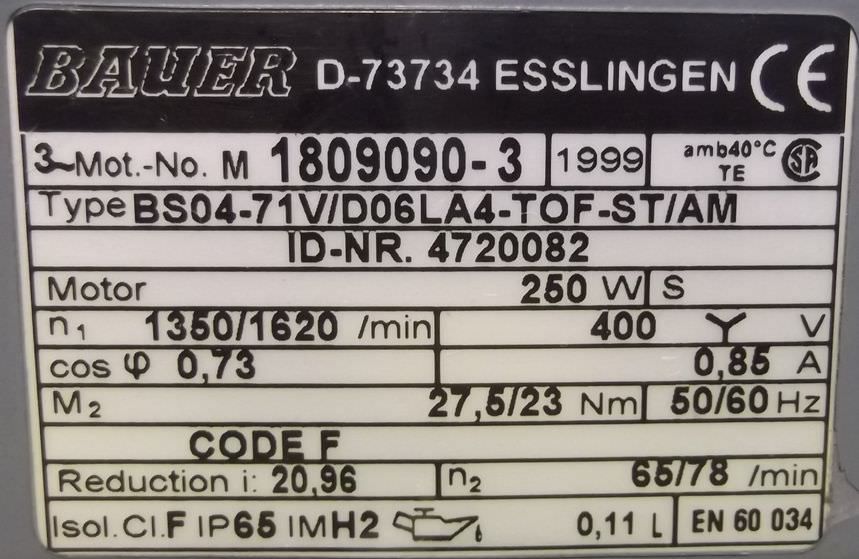 BAUER D-73734 ESSLINGEN CE
3~Mot.-No. M 1809090-3 1999 amb40°C TE SA
Type BS04-71V/D06LA4-TOF-ST/AM
ID-NR. 4720082
Motor 250 W S
n₁ 1350/1620 /min 400 Y V
cos φ 0,73 0,85 A
M₂ 27,5/23 Nm 50/60 Hz
CODE F
Reduction i: 20,96 n₂ 65/78 /min
Isol.Cl.F IP65 IMH2 0,11 L EN 60 034